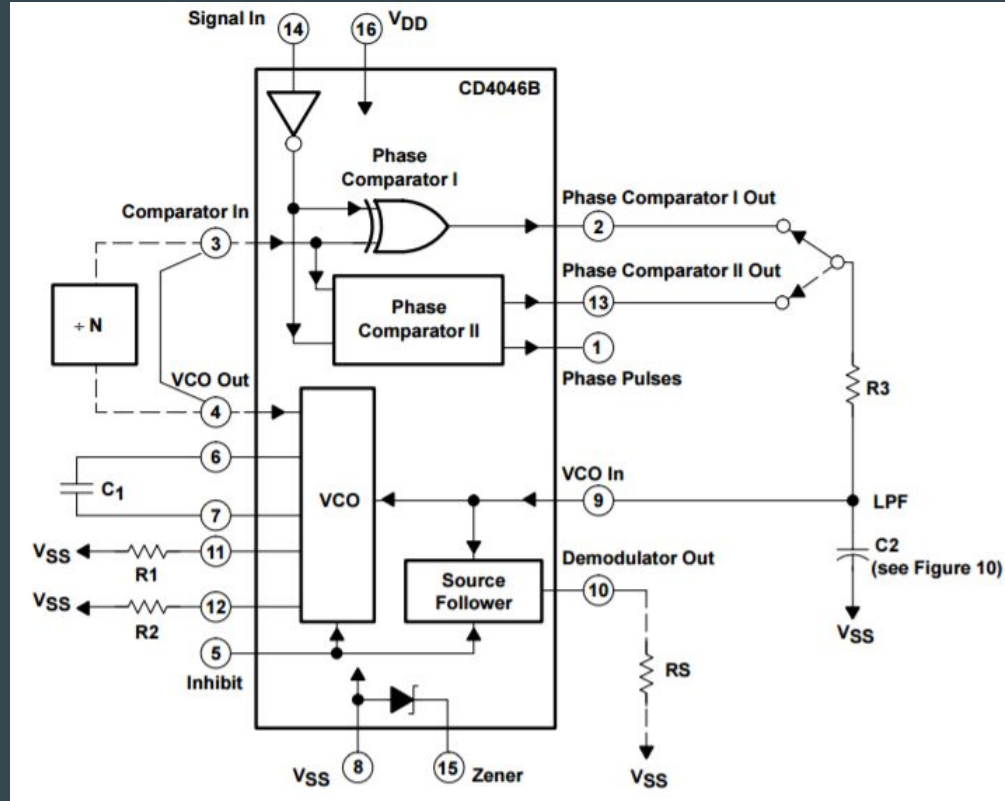 Signal In
14
16
VDD
CD4046B
Phase
Comparator I
Comparator In
3
Phase Comparator I Out
2
Phase Comparator II Out
13
Phase
Comparator II
1
Phase Pulses
÷ N
R3
VCO Out
4
6
C1
7
VCO
VCO In
9
LPF
C2
(see Figure 10)
VSS
VSS
R1
11
VSS
R2
12
Demodulator Out
10
Source
Follower
5
Inhibit
RS
VSS
8
15
Zener
VSS